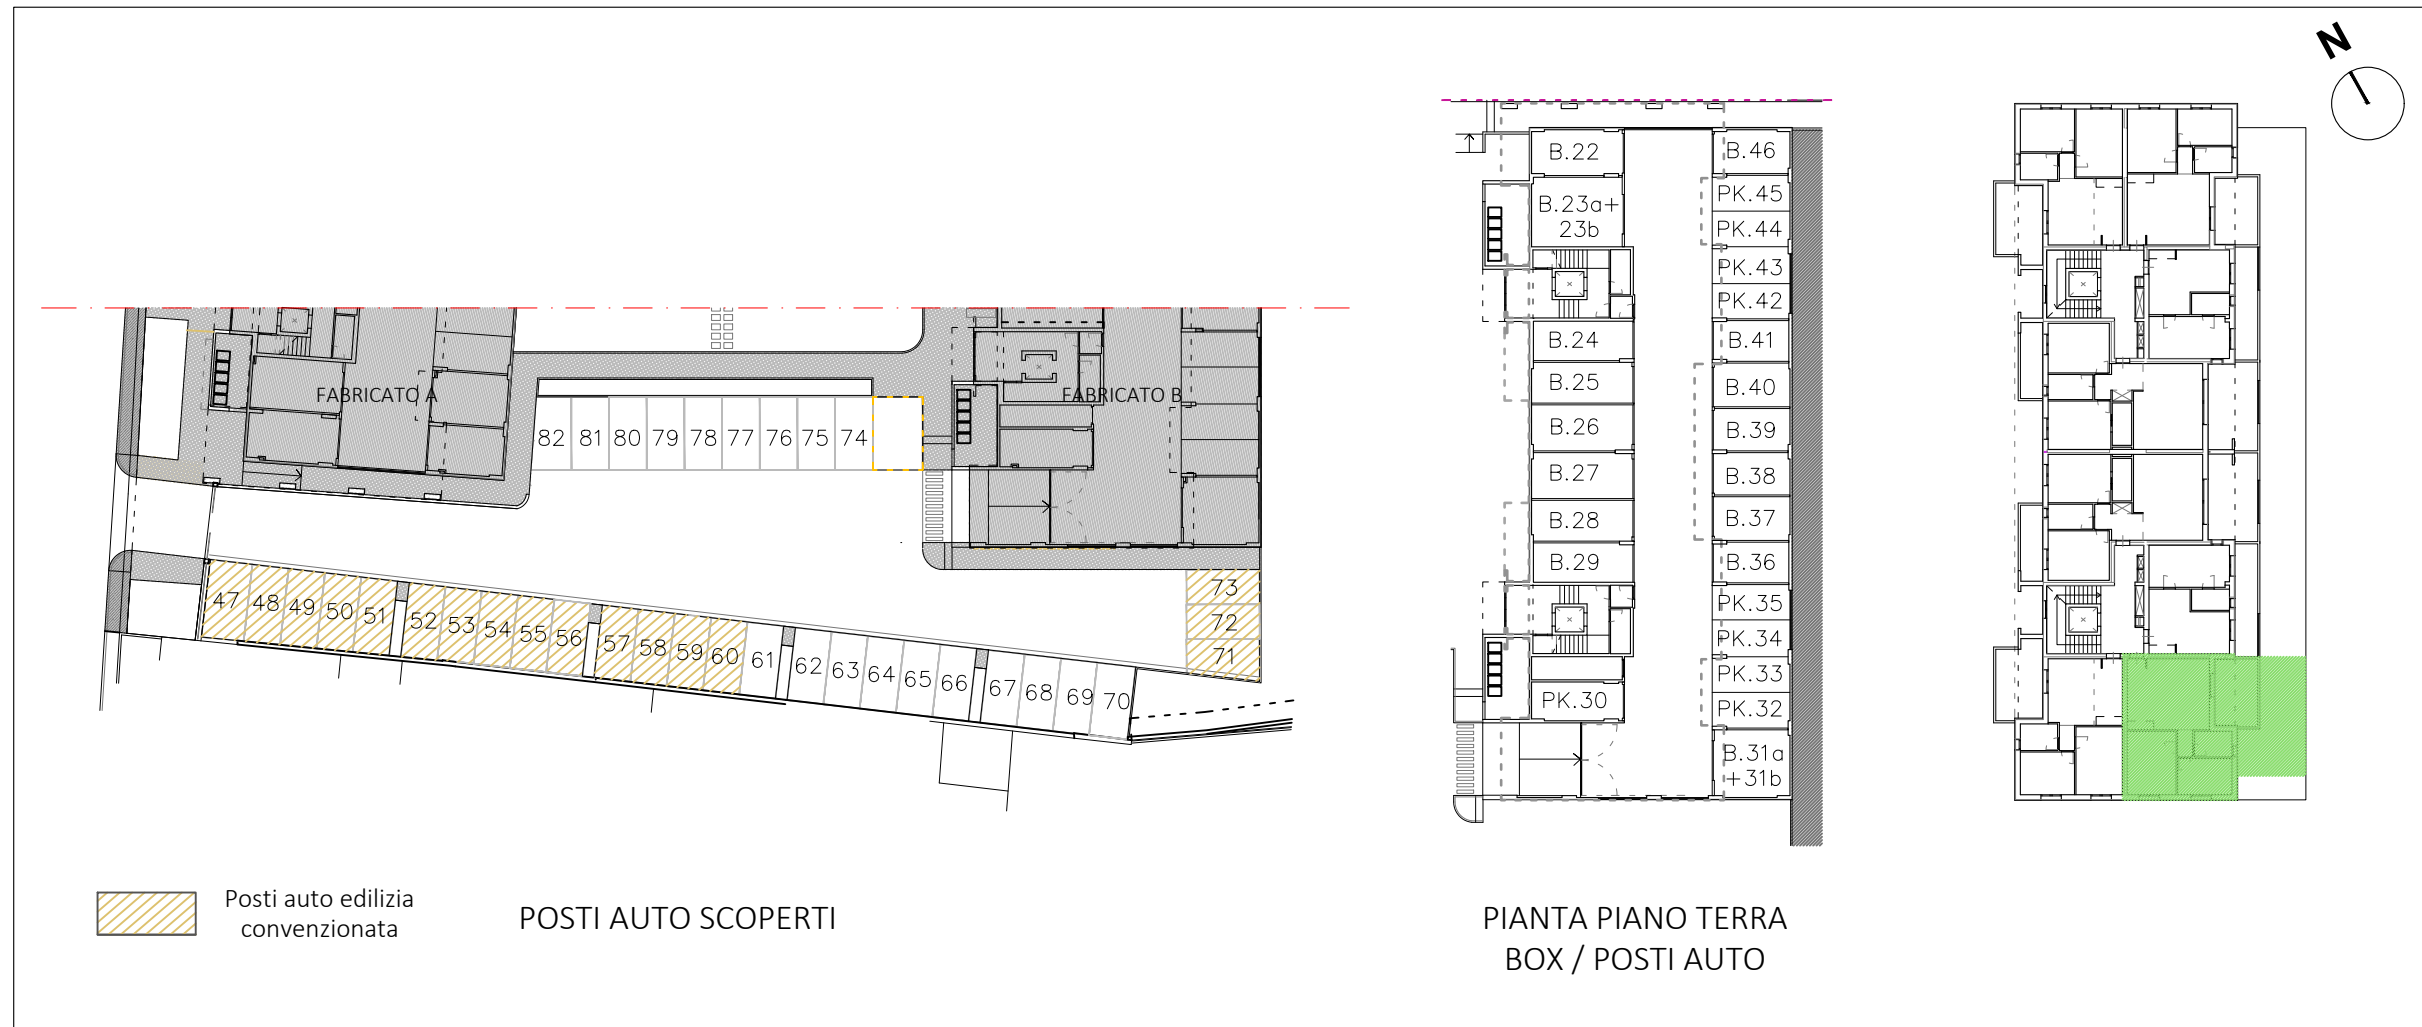 N
FABRICATO A
FABRICATO B
82 81 80 79 78 77 76 75 74
47 48 49 50 51 52 53 54 55 56 57 58 59 60 61 62 63 64 65 66 67 68 69 70
73
72
71
Posti auto edilizia
convenzionata
POSTI AUTO SCOPERTI
B.22
B.23a+
23b
B.24
B.25
B.26
B.27
B.28
B.29
PK.30
B.46
PK.45
PK.44
PK.43
PK.42
B.41
B.40
B.39
B.38
B.37
B.36
PK.35
PK.34
PK.33
PK.32
B.31a
+31b
PIANTA PIANO TERRA
BOX / POSTI AUTO